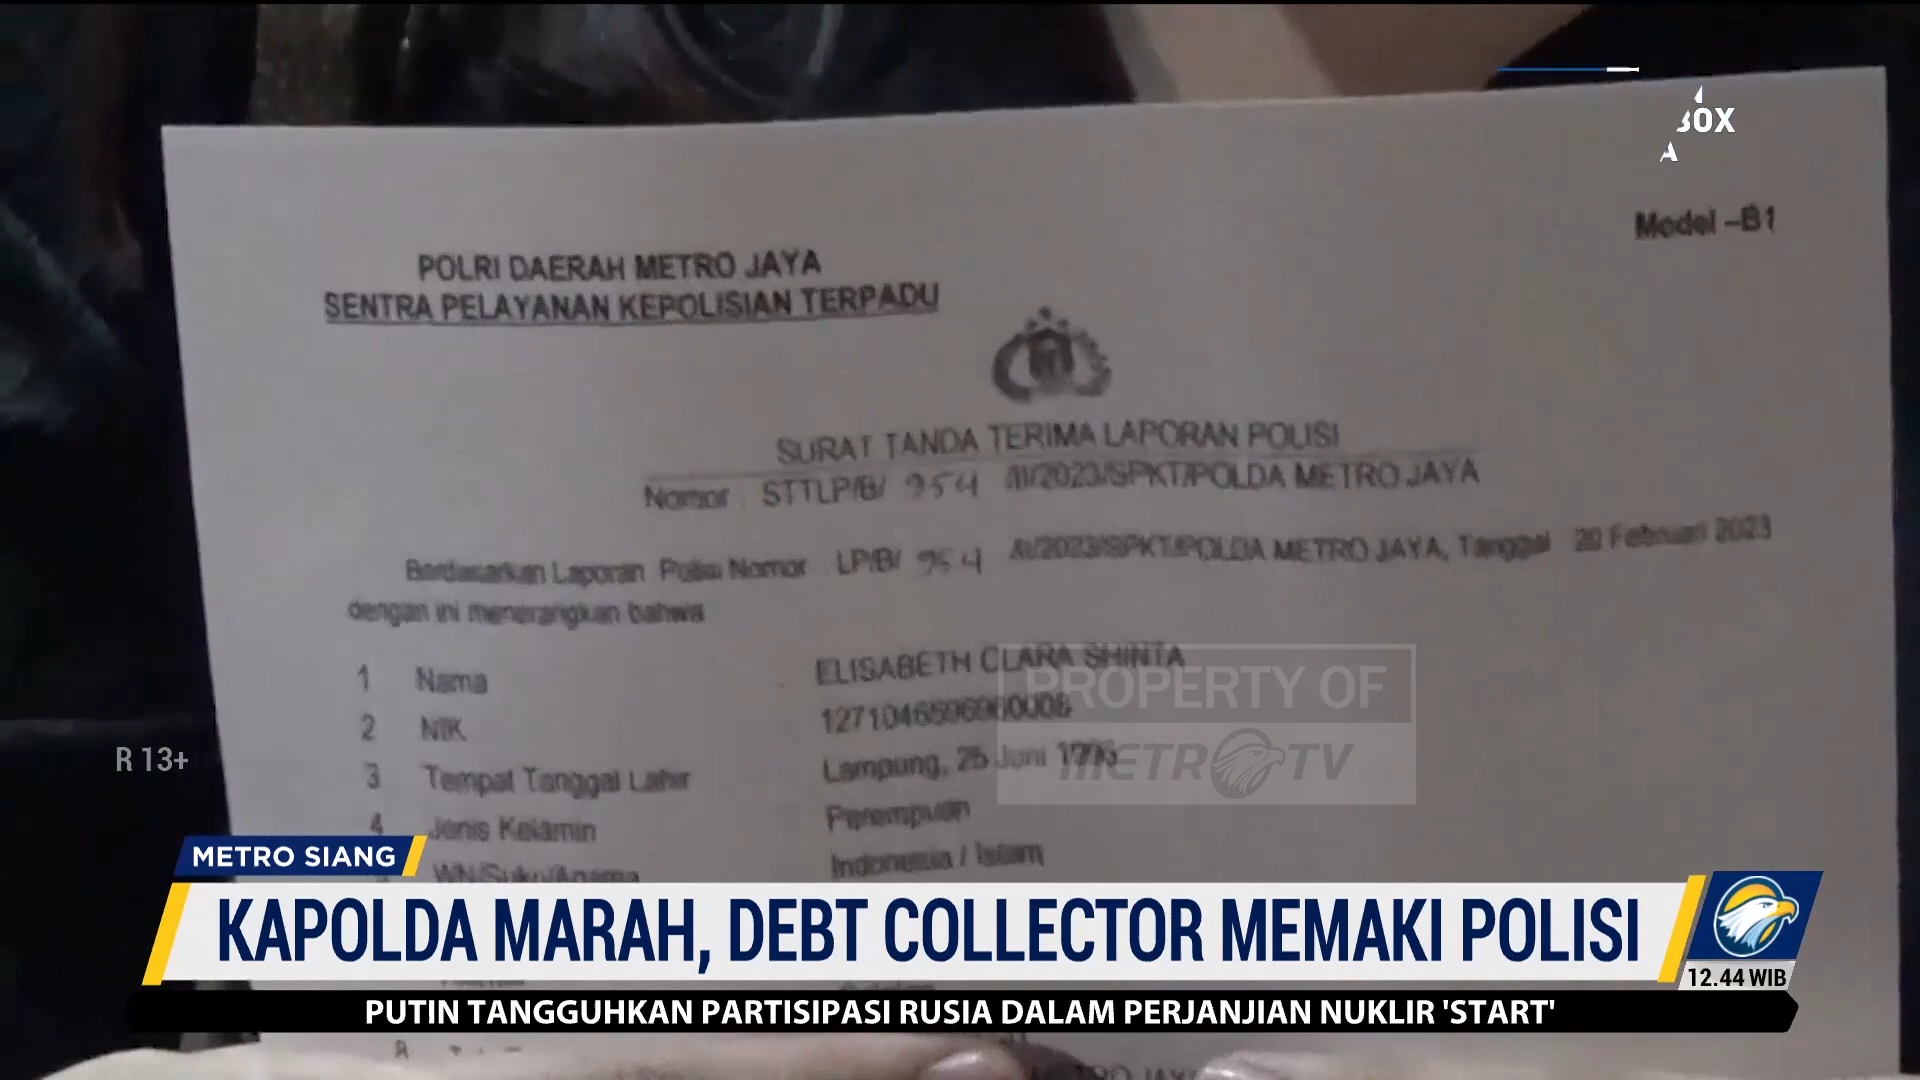 BOX
A
Model -B1
POLRI DAERAH METRO JAYA
SENTRA PELAYANAN KEPOLISIAN TERPADU
SURAT TANDA TERIMA LAPORAN POLISI
Nomor : STTLP/B/ 954 /II/2023/SPKT/POLDA METRO JAYA
Berdasarkan Laporan Polisi Nomor LP/B/ 954 /II/2023/SPKT/POLDA METRO JAYA, Tanggal 20 Februari 2023
dengan ini menerangkan bahwa
1 Nama ELISABETH CLARA SHINTA
2 NIK
3 Tempat Tanggal Lahir Lampung, 25 Juni
4 Jenis Kelamin Perempuan
WN/Suku/Agama Indonesia / Islam
PROPERTY OF
METRO TV
R 13+
METRO SIANG
KAPOLDA MARAH, DEBT COLLECTOR MEMAKI POLISI
12.44 WIB
PUTIN TANGGUHKAN PARTISIPASI RUSIA DALAM PERJANJIAN NUKLIR 'START'
8